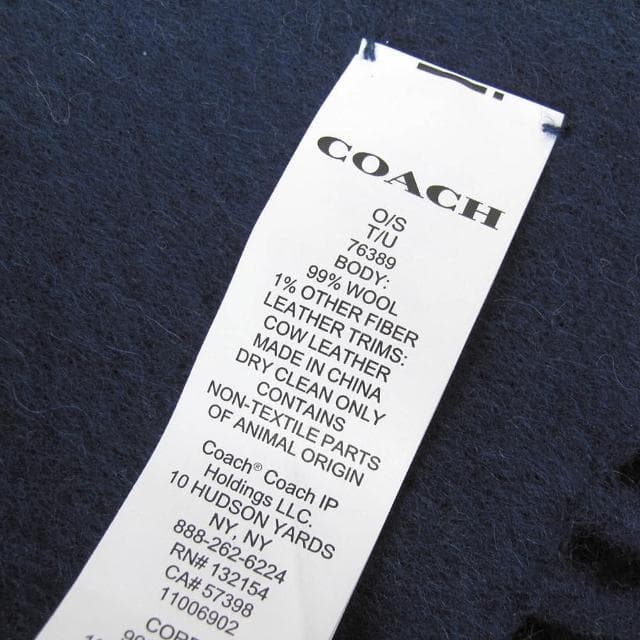 COACH
O/S
T/U
76389
BODY:
99% WOOL
1% OTHER FIBER
LEATHER TRIMS:
COW LEATHER
MADE IN CHINA
DRY CLEAN ONLY
CONTAINS
NON-TEXTILE PARTS
OF ANIMAL ORIGIN
Coach® Coach IP
Holdings LLC.
10 HUDSON YARDS
NY, NY
888-262-6224
RN# 132154
CA# 57398
11006902